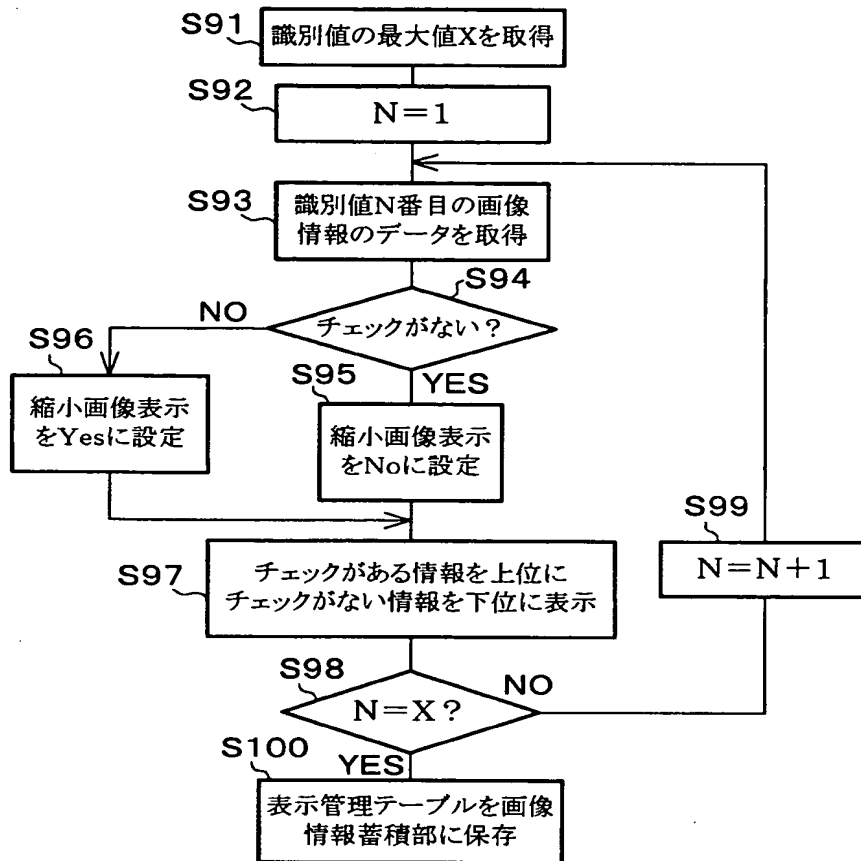 S91
識別値の最大値Xを取得
S92
N=1
S93
識別値N番目の画像
情報のデータを取得
S94
チェックがない?
NO
YES
S96
縮小画像表示
をYesに設定
S95
縮小画像表示
をNoに設定
S97
チェックがある情報を上位に
チェックがない情報を下位に表示
S99
N=N+1
S98
N=X?
NO
YES
S100
表示管理テーブルを画像
情報蓄積部に保存